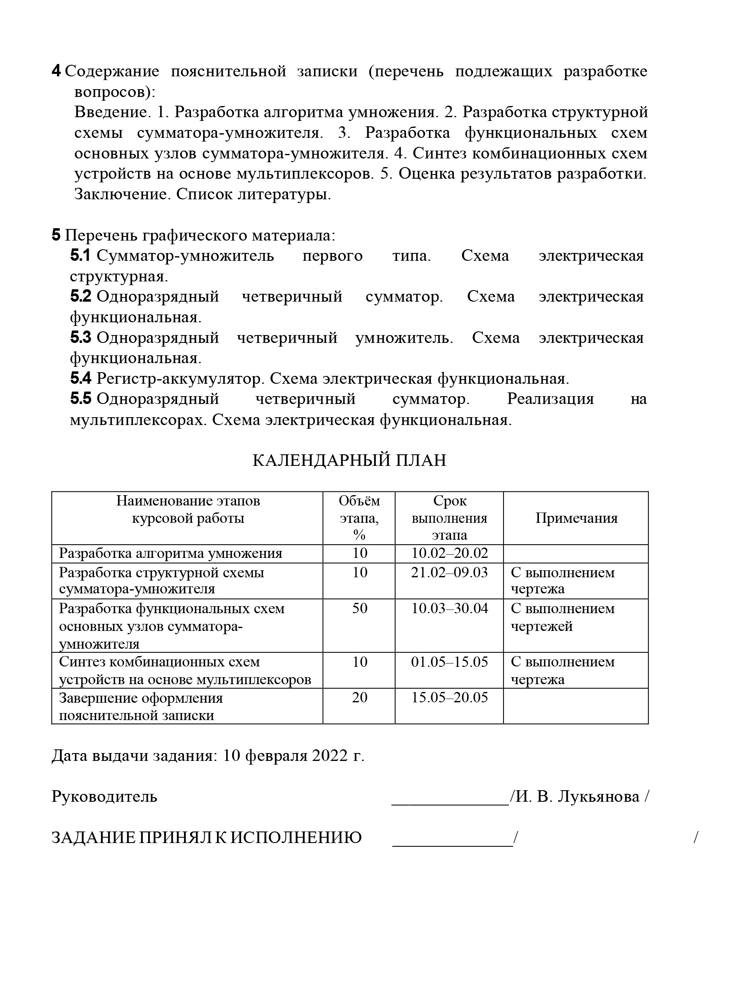 4 Содержание пояснительной записки (перечень подлежащих разработке
вопросов):
Введение. 1. Разработка алгоритма умножения. 2. Разработка структурной
схемы сумматора-умножителя. 3. Разработка функциональных схем
основных узлов сумматора-умножителя. 4. Синтез комбинационных схем
устройств на основе мультиплексоров. 5. Оценка результатов разработки.
Заключение. Список литературы.
5 Перечень графического материала:
5.1 Сумматор-умножитель первого типа. Схема электрическая
структурная.
5.2 Одноразрядный четверичный сумматор. Схема электрическая
функциональная.
5.3 Одноразрядный четверичный умножитель. Схема электрическая
функциональная.
5.4 Регистр-аккумулятор. Схема электрическая функциональная.
5.5 Одноразрядный четверичный сумматор. Реализация на
мультиплексорах. Схема электрическая функциональная.
КАЛЕНДАРНЫЙ ПЛАН
Наименование этапов
курсовой работы
Объём
этапа,
%
Срок
выполнения
этапа
Примечания
Разработка алгоритма умножения 10 10.02–20.02
Разработка структурной схемы 10 21.02–09.03 С выполнением
сумматора-умножителя чертежа
Разработка функциональных схем 50 10.03–30.04 С выполнением
основных узлов сумматора- чертежей
умножителя
Синтез комбинационных схем 10 01.05–15.05 С выполнением
устройств на основе мультиплексоров чертежа
Завершение оформления 20 15.05–20.05
пояснительной записки
Дата выдачи задания: 10 февраля 2022 г.
Руководитель _____________/И. В. Лукьянова /
ЗАДАНИЕ ПРИНЯЛ К ИСПОЛНЕНИЮ _____________/ /